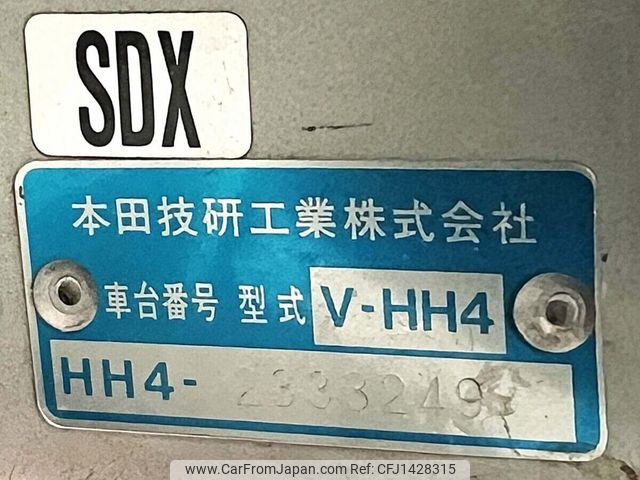 SDX
本田技研工業株式会社
車台番号 型式 V-HH4
HH4-
www.CarFromJapan.com Ref:CFJ1428315